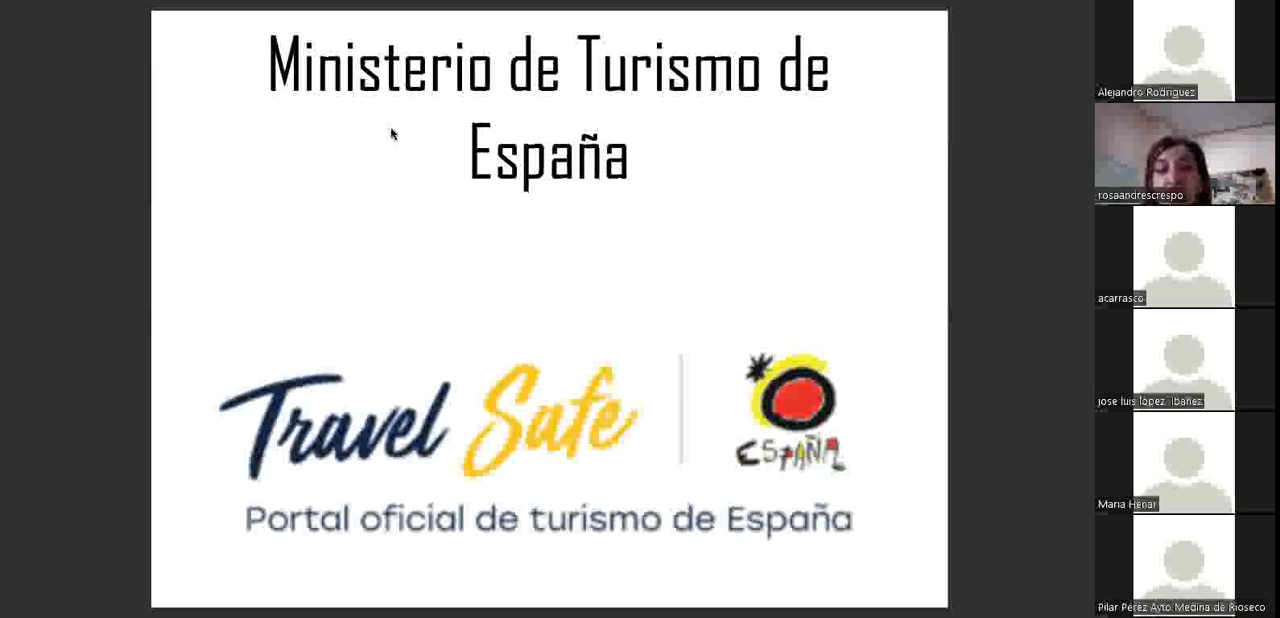 Ministerio de Turismo de
España
Travel Safe
ESPAÑA
Portal oficial de turismo de España
Alejandro Rodriguez
rosaandrescrespo
acarrasco
jose luis lopez ibañez
Maria Henar
Pilar Pérez Ayto Medina de Rioseco